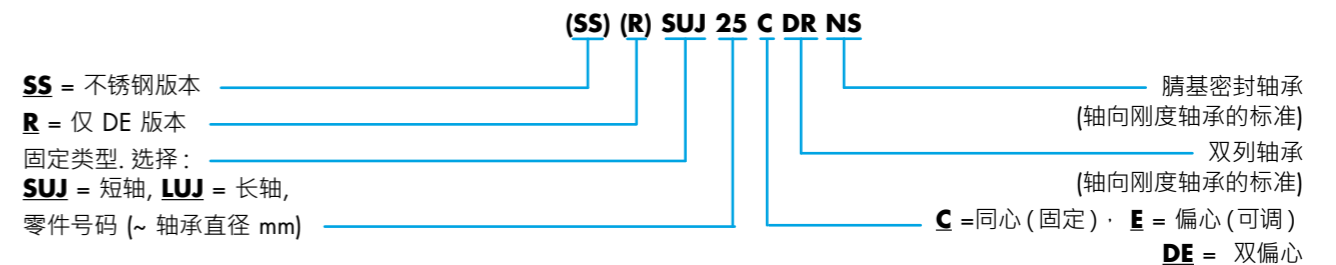 (SS) (R) SUJ 25 C DR NS
SS = 不锈钢版本
R = 仅 DE 版本
固定类型. 选择 :
SUJ = 短轴, LUJ = 长轴,
零件号码 (~ 轴承直径 mm)
腈基密封轴承
(轴向刚度轴承的标准)
双列轴承
(轴向刚度轴承的标准)
C =同心 ( 固定 ) · E = 偏心 ( 可调 )
DE = 双偏心